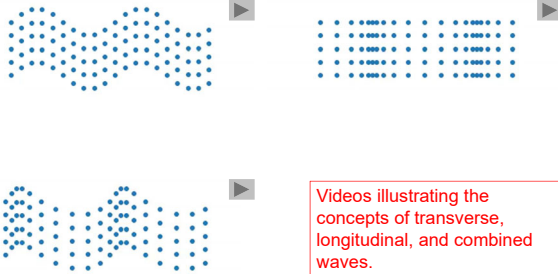 Videos illustrating the
concepts of transverse,
longitudinal, and combined
waves.